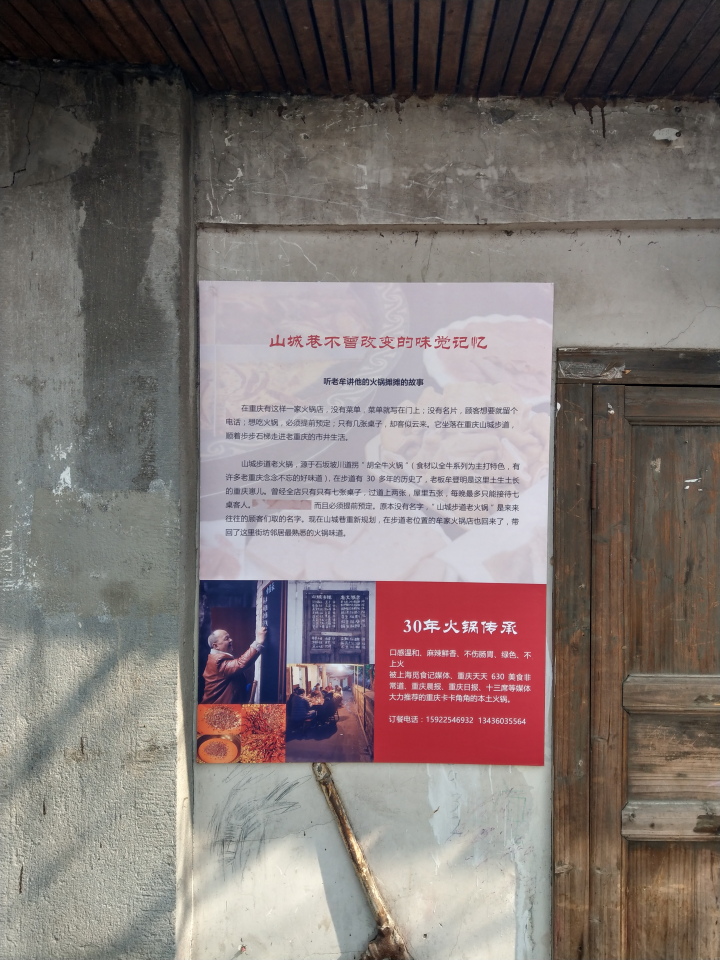 山城巷不曾改变的味觉记忆
听老牟讲他的火锅摊摊的故事
在重庆有这样一家火锅店，没有菜单，菜单就写在门上；没有名片，顾客想要就留个
电话；想吃火锅，必须提前预定；只有几张桌子，却客似云来。它坐落在重庆山城步道，
顺着步步石梯走进老重庆的市井生活。
山城步道老火锅，源于石坂坡川道拐“胡全牛火锅”（食材以全牛系列为主打特色，有
许多老重庆念念不忘的好味道），在步道有 30 多年的历史了，老板牟登明是这里土生土长
的重庆崽儿。曾经全店只有只有七张桌子，过道上两张，屋里五张，每晚最多只能接待七
桌客人。 而且必须提前预定。原本没有名字，“山城步道老火锅”是来来
往往的顾客们取的名字。现在山城巷重新规划，在步道老位置的牟家火锅店也回来了，带
回了这里街坊邻居最熟悉的火锅味道。
30年火锅传承
口感温和、麻辣鲜香、不伤肠胃、绿色、不
上火
被上海觅食记媒体、重庆天天 630 美食非
常道、重庆晨报、重庆日报、十三席等媒体
大力推荐的重庆卡卡角角的本土火锅。
订餐电话：15922546932 13436035564